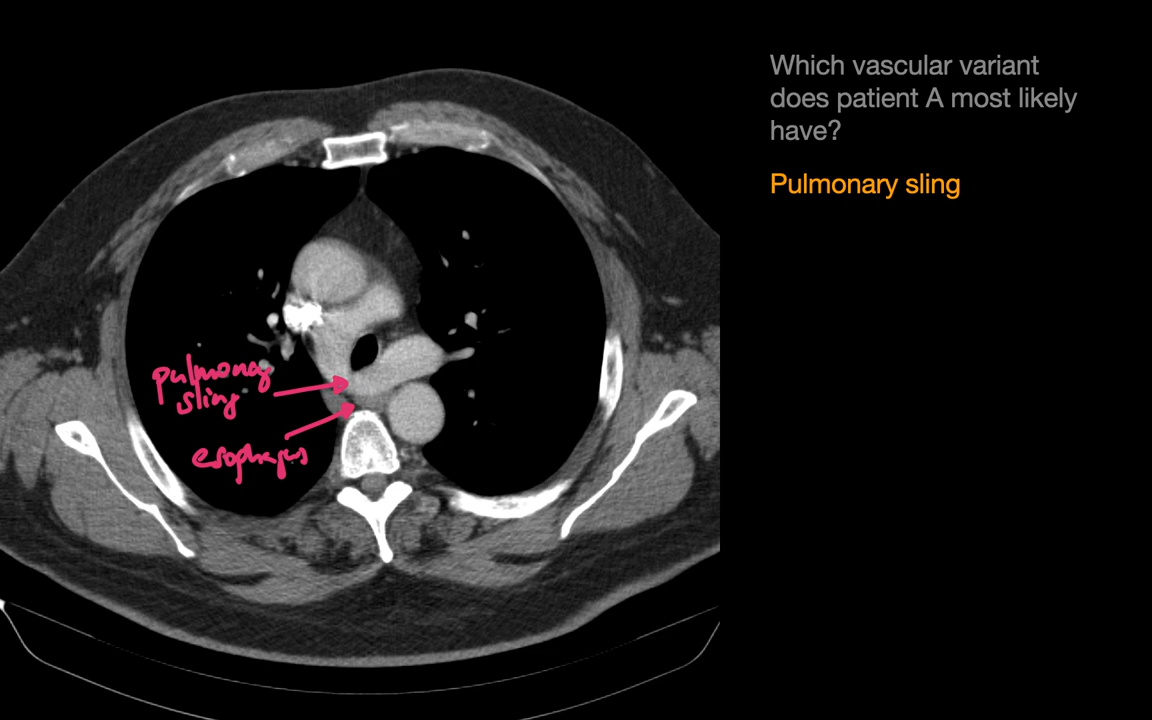 Which vascular variant
does patient A most likely
have?
Pulmonary sling
pulmonary
sling
esophagus